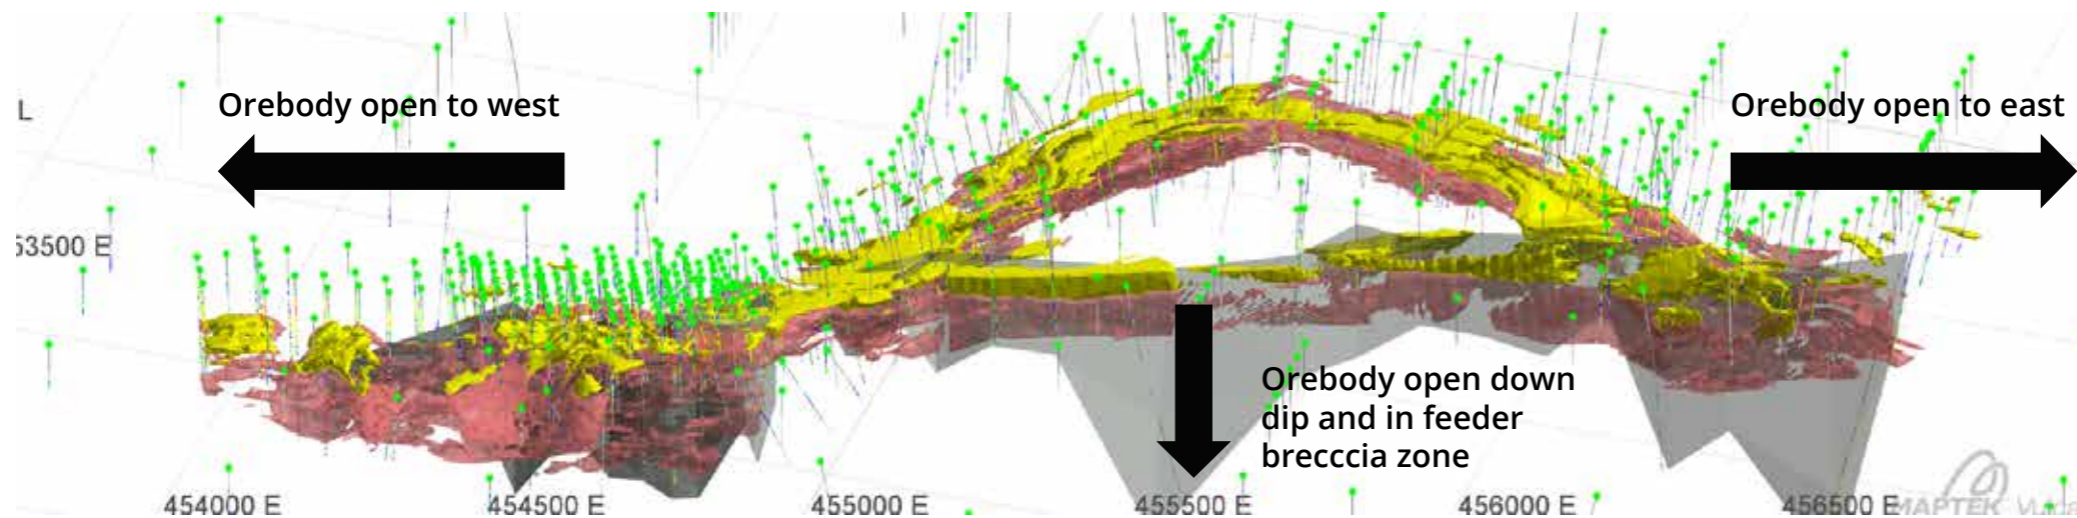 Orebody open to west
Orebody open to east
L
53500 E
Orebody open down
dip and in feeder
brecccia zone
454000 E
454500 E
455000 E
455500 E
456000 E
456500 E
MAPTEK